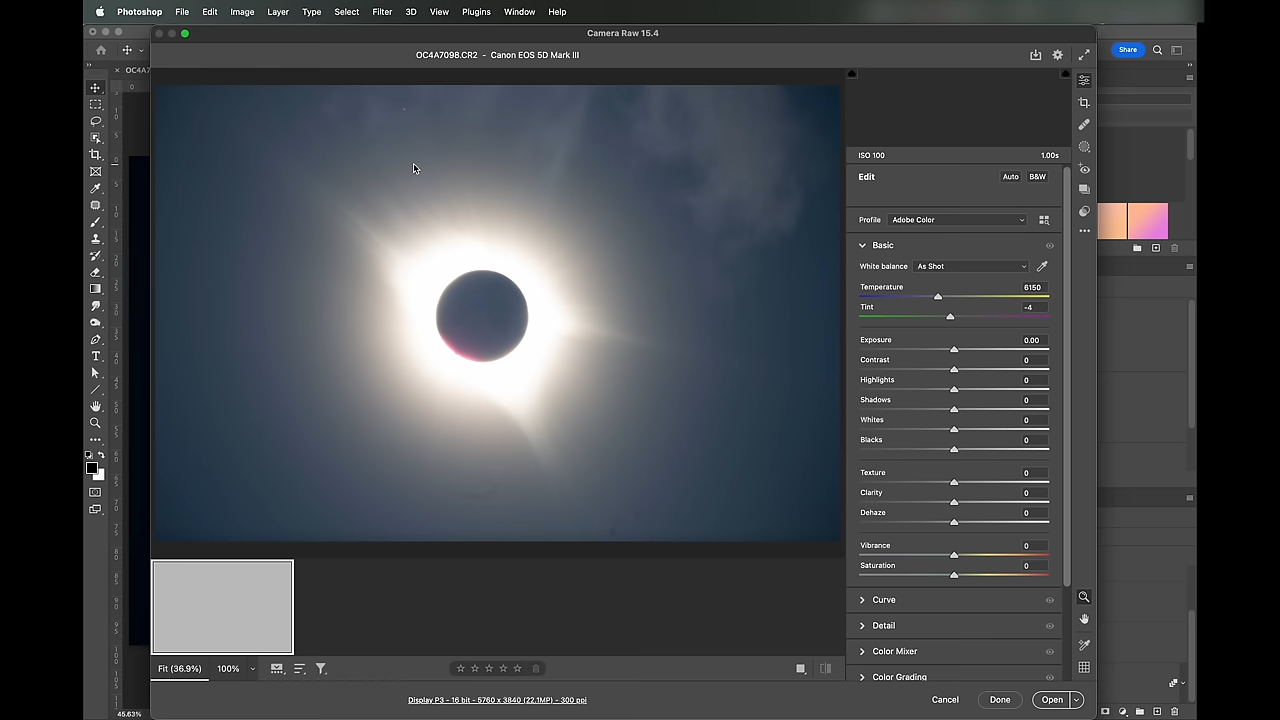 Photoshop File Edit Image Layer Type Select Filter 3D View Plugins Window Help
Camera Raw 15.4
OC4A7098.CR2 - Canon EOS 5D Mark III
Share
OC4A7
ISO 100 1.00s
Edit Auto B&W
Profile Adobe Color
Basic
White balance As Shot
Temperature 6150
Tint -4
Exposure 0.00
Contrast 0
Highlights 0
Shadows 0
Whites 0
Blacks 0
Texture 0
Clarity 0
Dehaze 0
Vibrance 0
Saturation 0
Curve
Detail
Color Mixer
Color Grading
Fit (36.9%) 100%
Display P3 - 16 bit - 5760 x 3840 (22.1MP) - 300 ppi
Cancel Done Open
45.63%